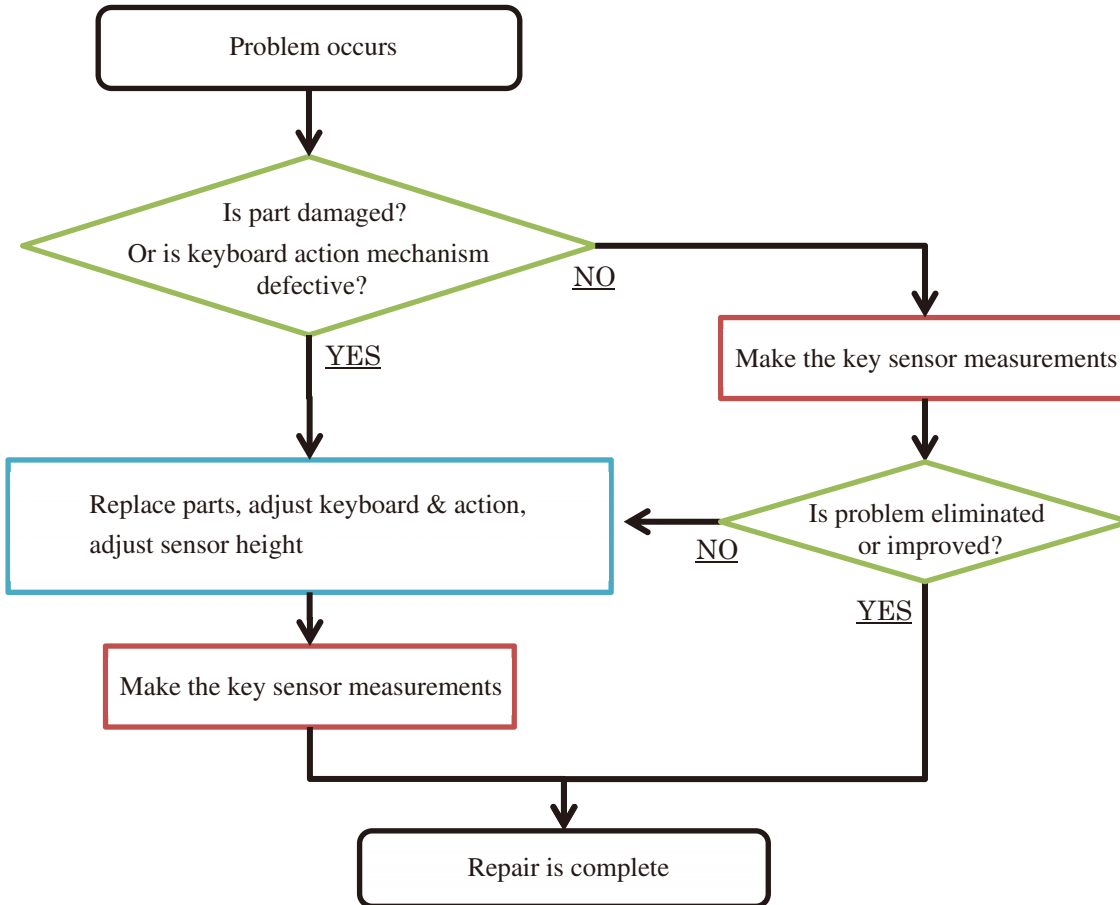 Problem occurs
Is part damaged?
Or is keyboard action mechanism
defective?
NO
YES
Make the key sensor measurements
Replace parts, adjust keyboard & action,
adjust sensor height
Is problem eliminated
or improved?
NO
YES
Make the key sensor measurements
Repair is complete